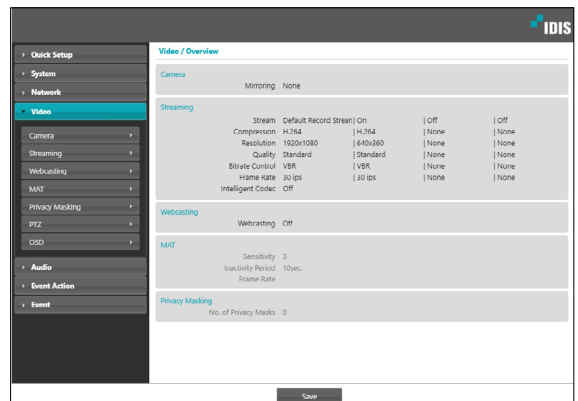 IDIS
Quick Setup
System
Network
Video
Camera
Streaming
Webcasting
MAT
Privacy Masking
PTZ
OSD
Audio
Event Action
Event
Video / Overview
Camera
Mirroring None
Streaming
Stream Default Record Strear| On | Off | Off
Compression H.264 | H.264 | None | None
Resolution 1920x1080 | 640x360 | None | None
Quality Standard | Standard | None | None
Bitrate Control VBR | VBR | None | None
Frame Rate 30 ips | 30 ips | None | None
Intelligent Codec Off
Webcasting
Webcasting Off
MAT
Sensitivity 3
Inactivity Period 10sec.
Frame Rate
Privacy Masking
No. of Privacy Masks 0
Save